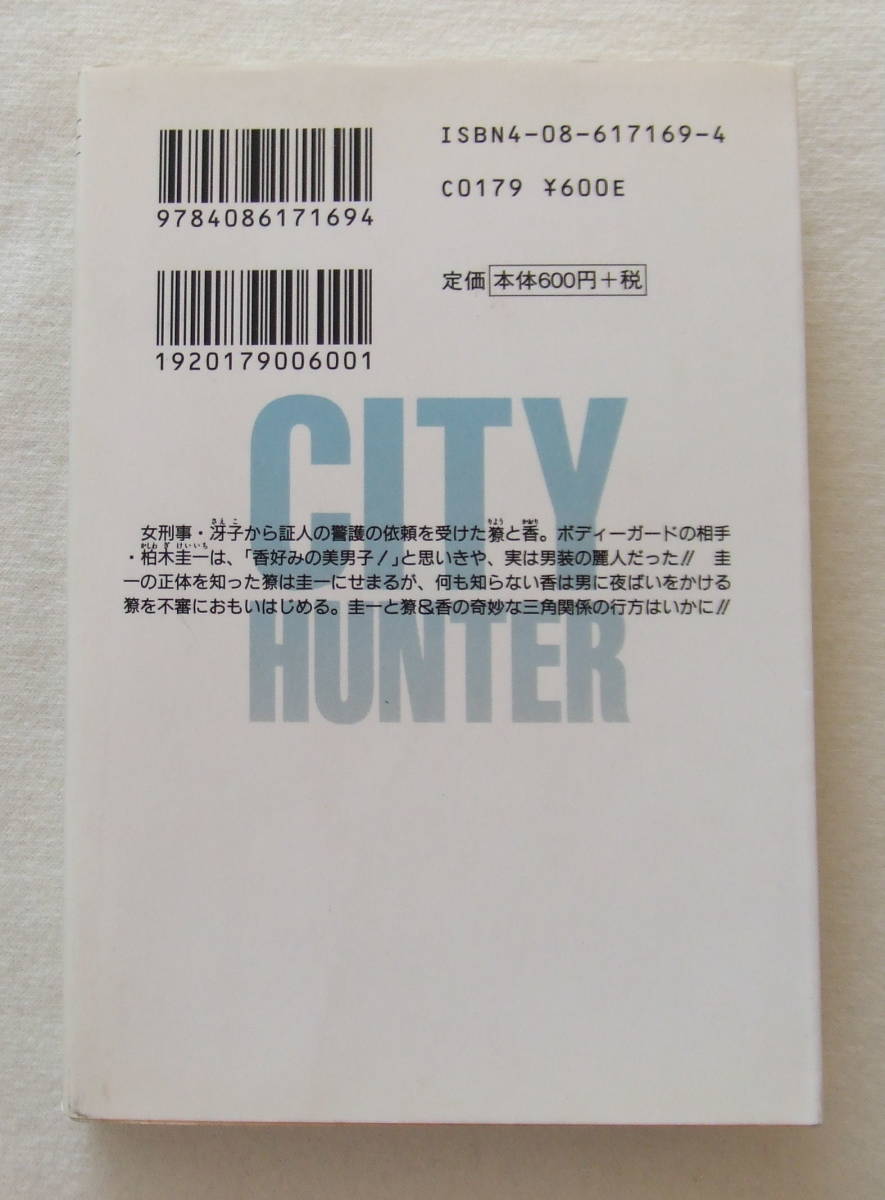 ISBN4-08-617169-4
9784086171694
C0179 ¥600E
定価 本体600円+税
1920179006001
CITY
HUNTER
女刑事・冴子から証人の警護の依頼を受けた獠と香。ボディーガードの相手
・柏木圭一は、「香好みの美男子!」と思いきや、実は男装の麗人だった!! 圭
一の正体を知った獠は圭一にせまるが、何も知らない香は男に夜ばいをかける
獠を不審におもいはじめる。圭一と獠&香の奇妙な三角関係の行方はいかに!!